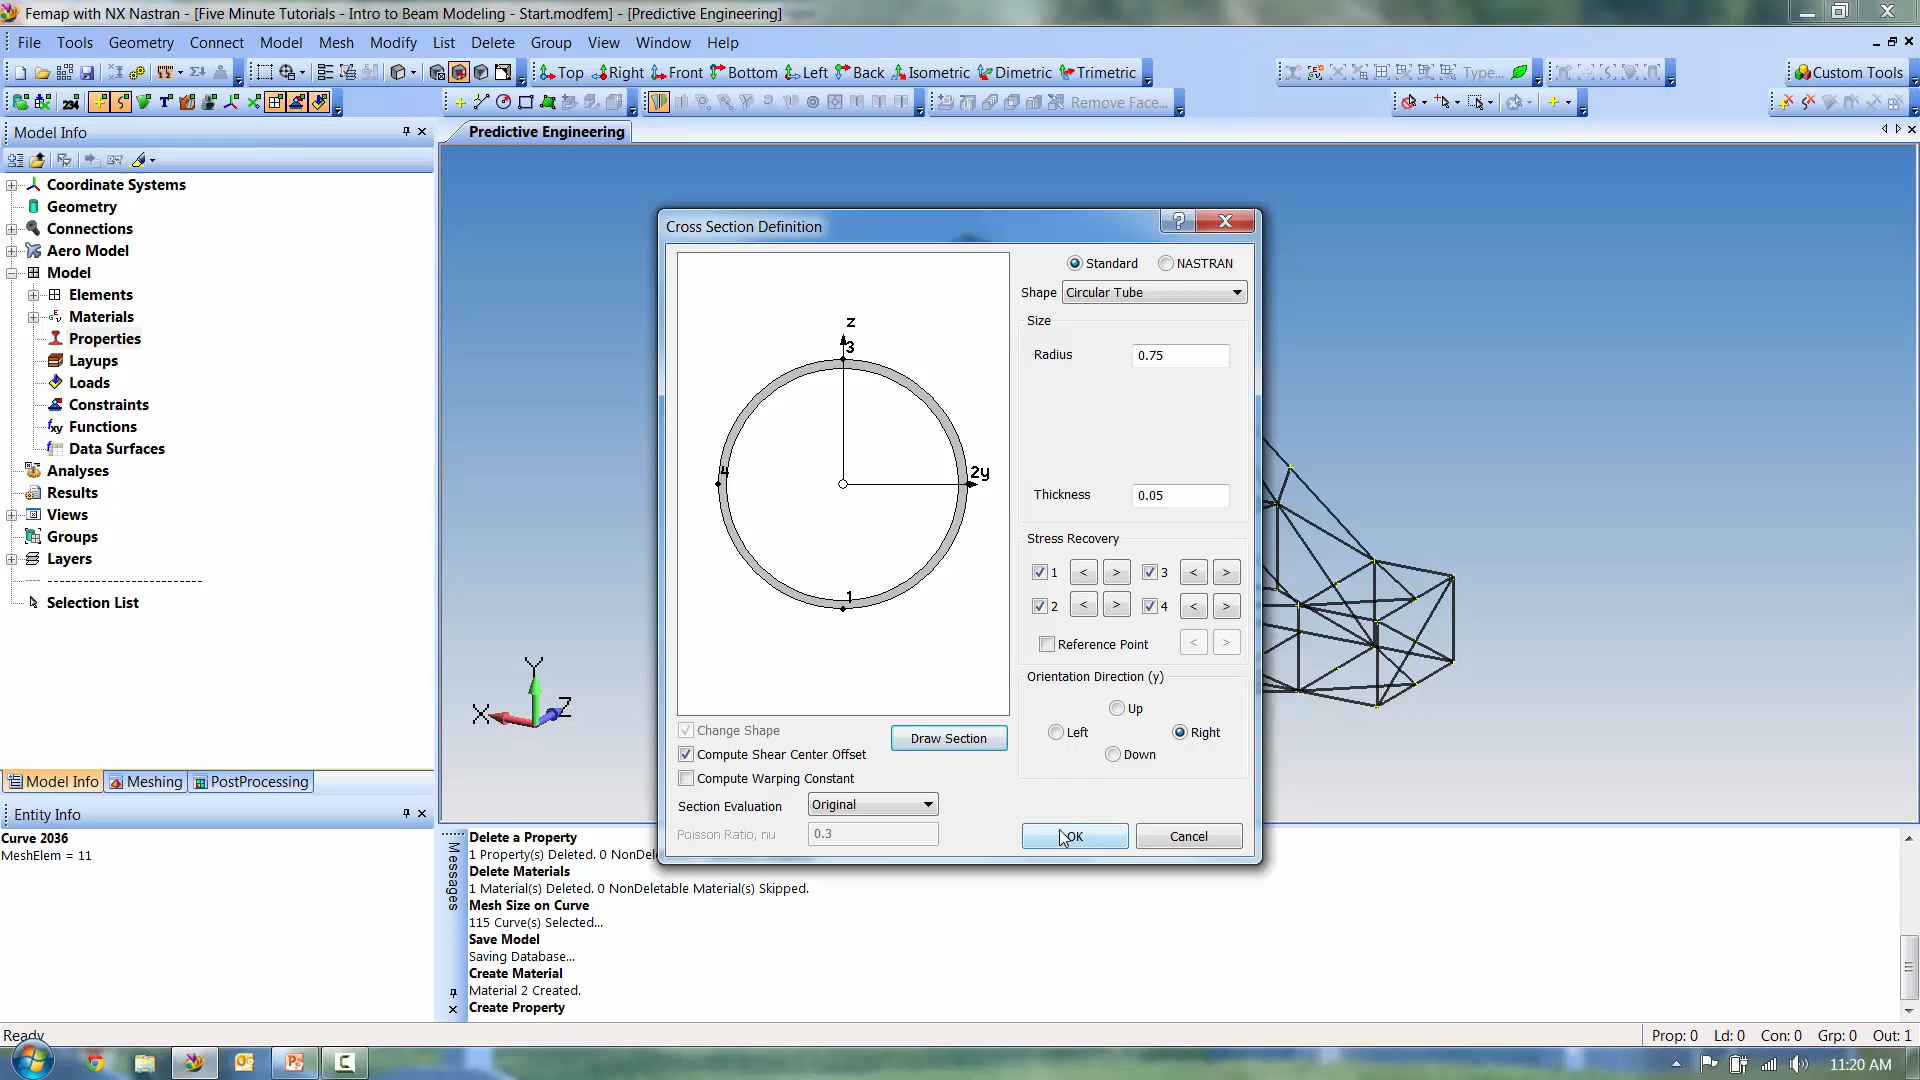 Femap with NX Nastran - [Five Minute Tutorials - Intro to Beam Modeling - Start.modfem] - [Predictive Engineering]
File Tools Geometry Connect Model Mesh Modify List Delete Group View Window Help
Top Right Front Bottom Left Back Isometric Dimetric Trimetric Type... Custom Tools
234 Remove Face...
Model Info
Predictive Engineering
Coordinate Systems
Geometry
Connections
Aero Model
Model
Elements
Materials
Properties
Layups
Loads
Constraints
Functions
Data Surfaces
Analyses
Results
Views
Groups
Layers
Selection List
Model Info Meshing PostProcessing
Entity Info
Curve 2036
MeshElem = 11
Y
X Z
Cross Section Definition
z
3
4
2y
1
Standard NASTRAN
Shape Circular Tube
Size
Radius 0.75
Thickness 0.05
Stress Recovery
1 < > 3 < >
2 < > 4 < >
Reference Point < >
Orientation Direction (y)
Up
Left Right
Down
Change Shape
Draw Section
Compute Shear Center Offset
Compute Warping Constant
Section Evaluation Original
Poisson Ratio, nu 0.3
OK Cancel
Messages
Delete a Property
1 Property(s) Deleted. 0 NonDel
Delete Materials
1 Material(s) Deleted. 0 NonDeletable Material(s) Skipped.
Mesh Size on Curve
115 Curve(s) Selected...
Save Model
Saving Database...
Create Material
Material 2 Created.
Create Property
Ready
Prop: 0 Ld: 0 Con: 0 Grp: 0 Out: 1
11:20 AM